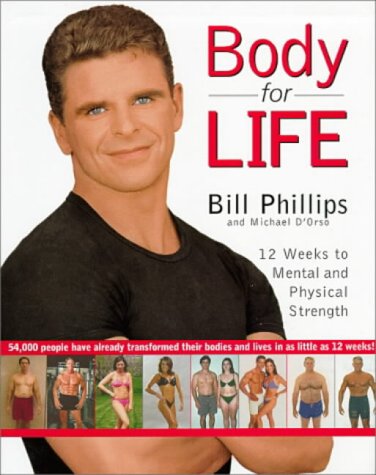 Body
for
LIFE
Bill Phillips
and Michael D'Orso
12 Weeks to
Mental and
Physical
Strength
54,000 people have already transformed their bodies and lives in as little as 12 weeks!